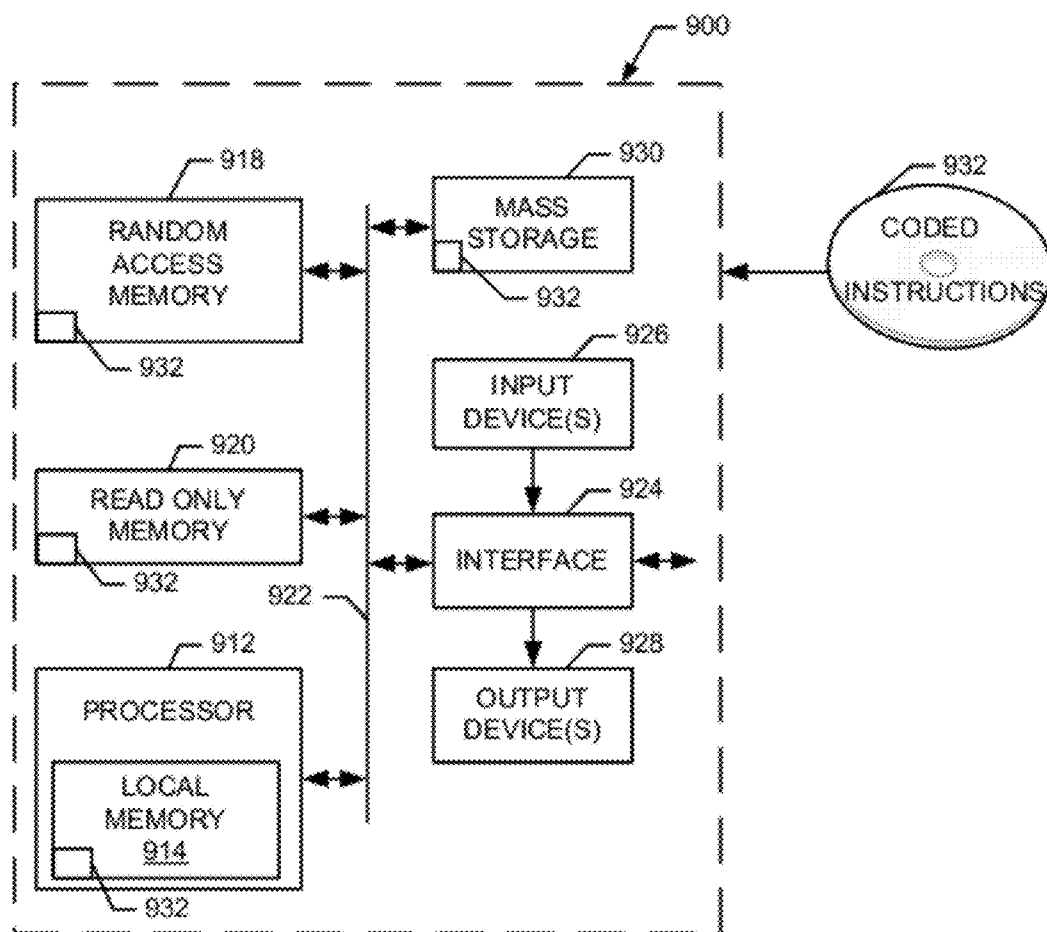 900
918
RANDOM
ACCESS
MEMORY
932
930
MASS
STORAGE
932
932
CODED
INSTRUCTIONS
926
INPUT
DEVICE(S)
920
READ ONLY
MEMORY
932
924
INTERFACE
922
912
PROCESSOR
LOCAL
MEMORY
914
932
928
OUTPUT
DEVICE(S)